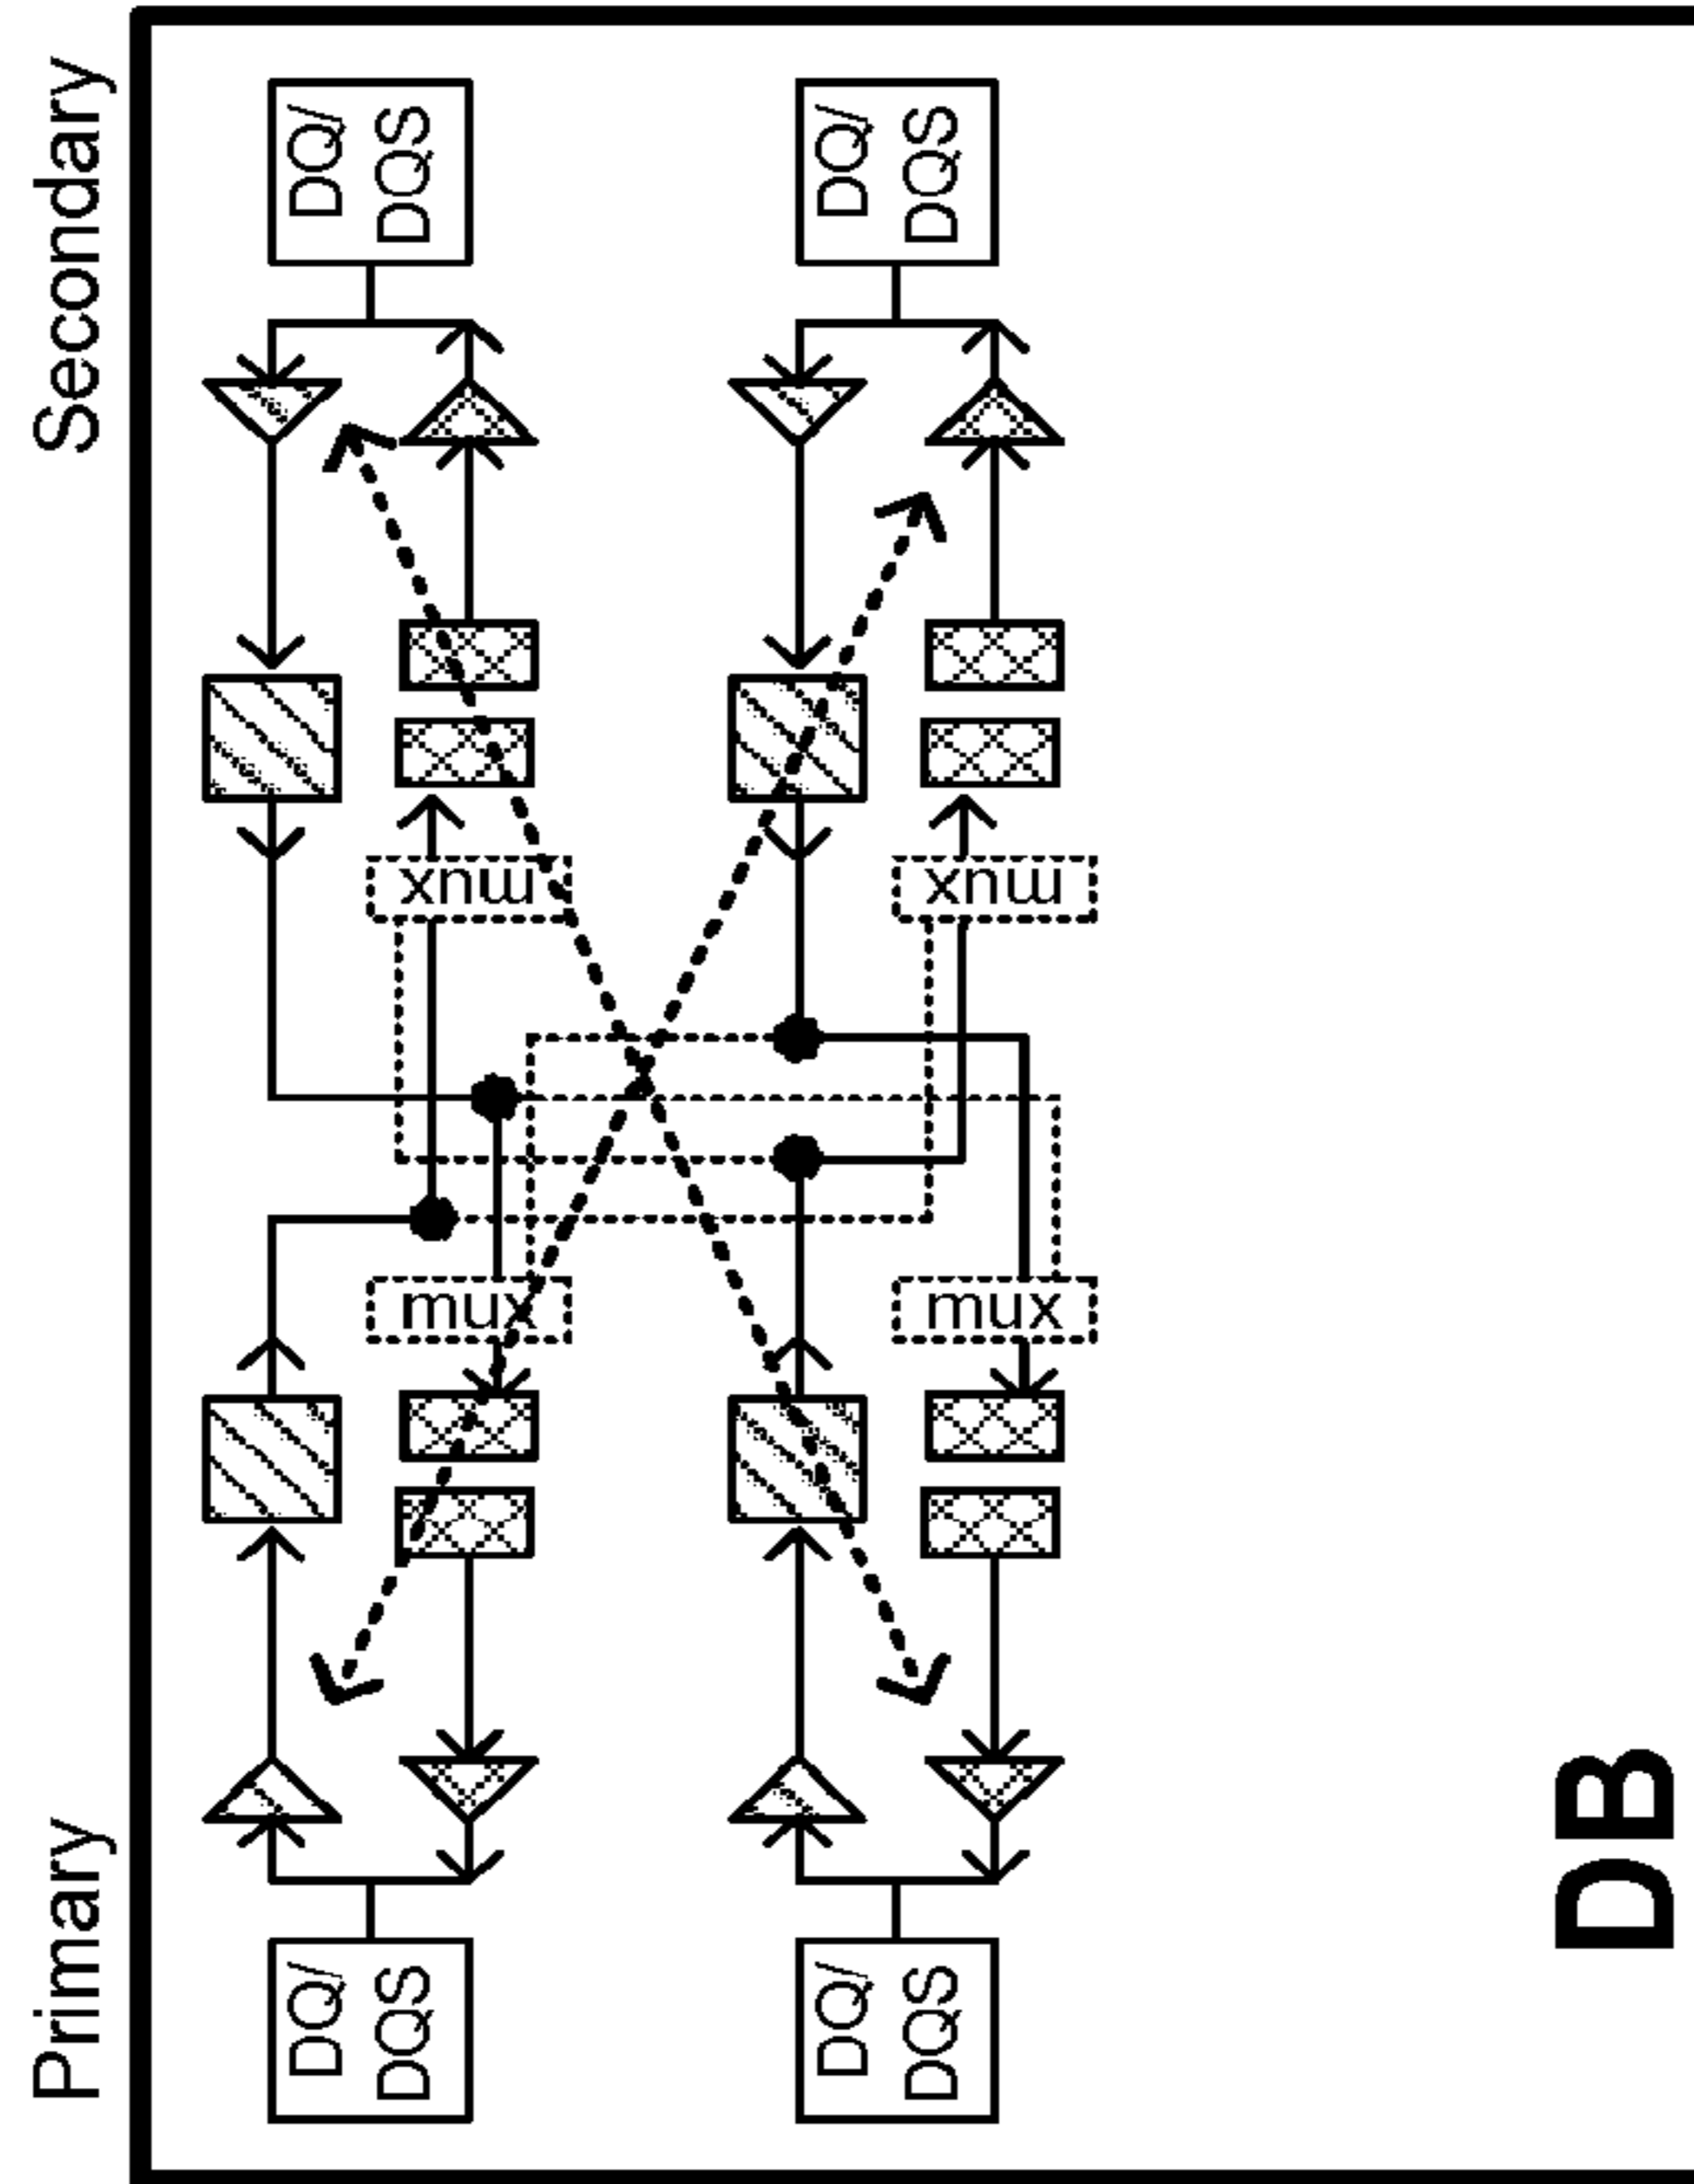 Secondary
DQ/
DQS
DQ/
DQS
mux
mux
mux
mux
Primary
DQ/
DQS
DQ/
DQS
DB